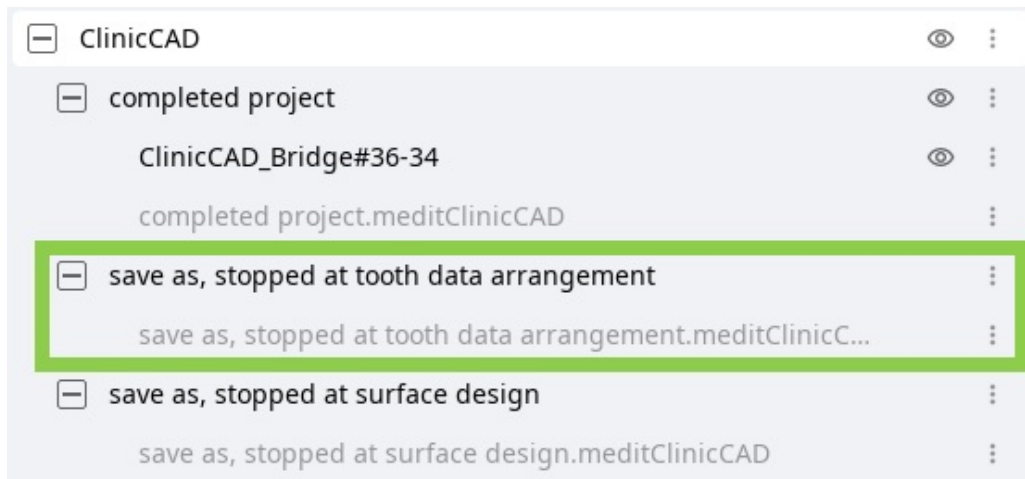 ClinicCAD
completed project
ClinicCAD_Bridge#36-34
completed project.meditClinicCAD
save as, stopped at tooth data arrangement
save as, stopped at tooth data arrangement.meditClinicC...
save as, stopped at surface design
save as, stopped at surface design.meditClinicCAD